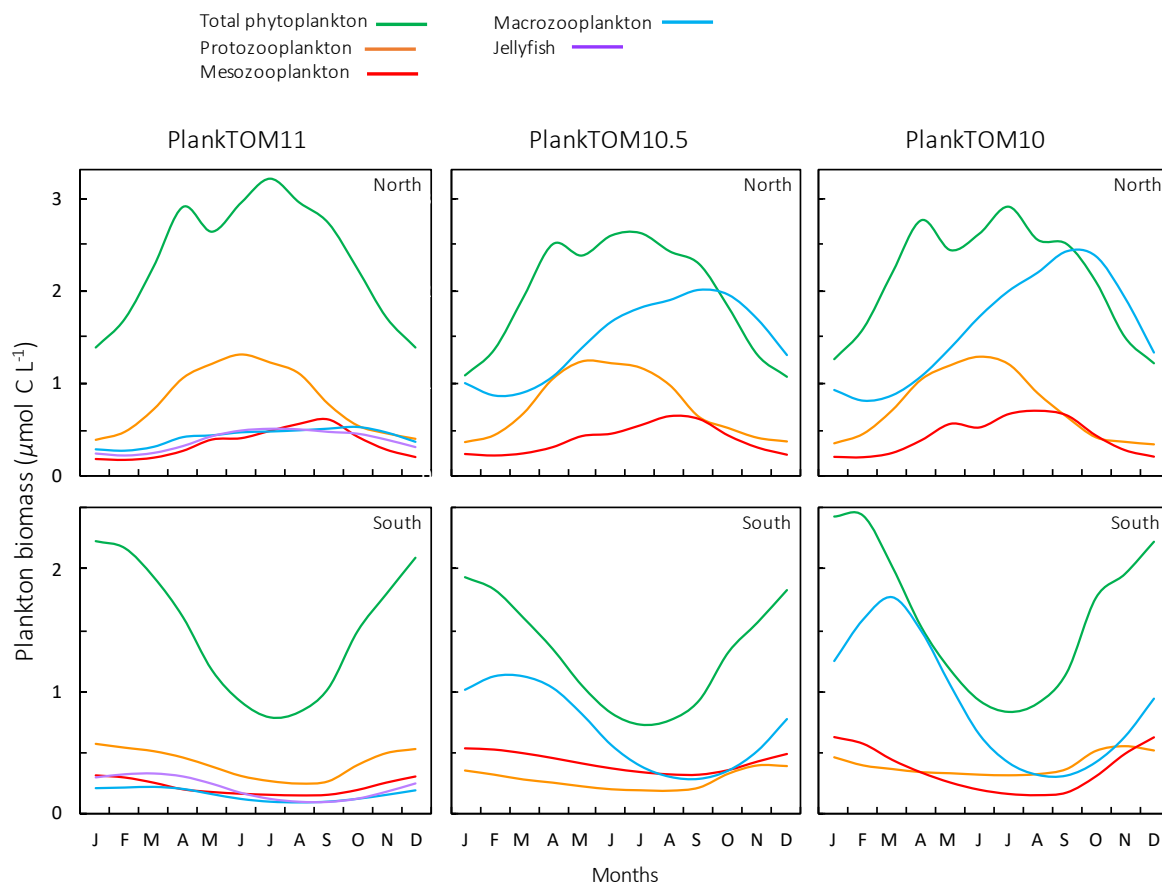 Total phytoplankton
Macrozooplankton
Protozooplankton
Jellyfish
Mesozooplankton
PlankTOM11
PlankTOM10.5
PlankTOM10
Plankton biomass (µmol C L-1)
3
2
1
0
North
North
North
2
1
0
South
South
South
J F M A M J J A S O N D
J F M A M J J A S O N D
J F M A M J J A S O N D
Months